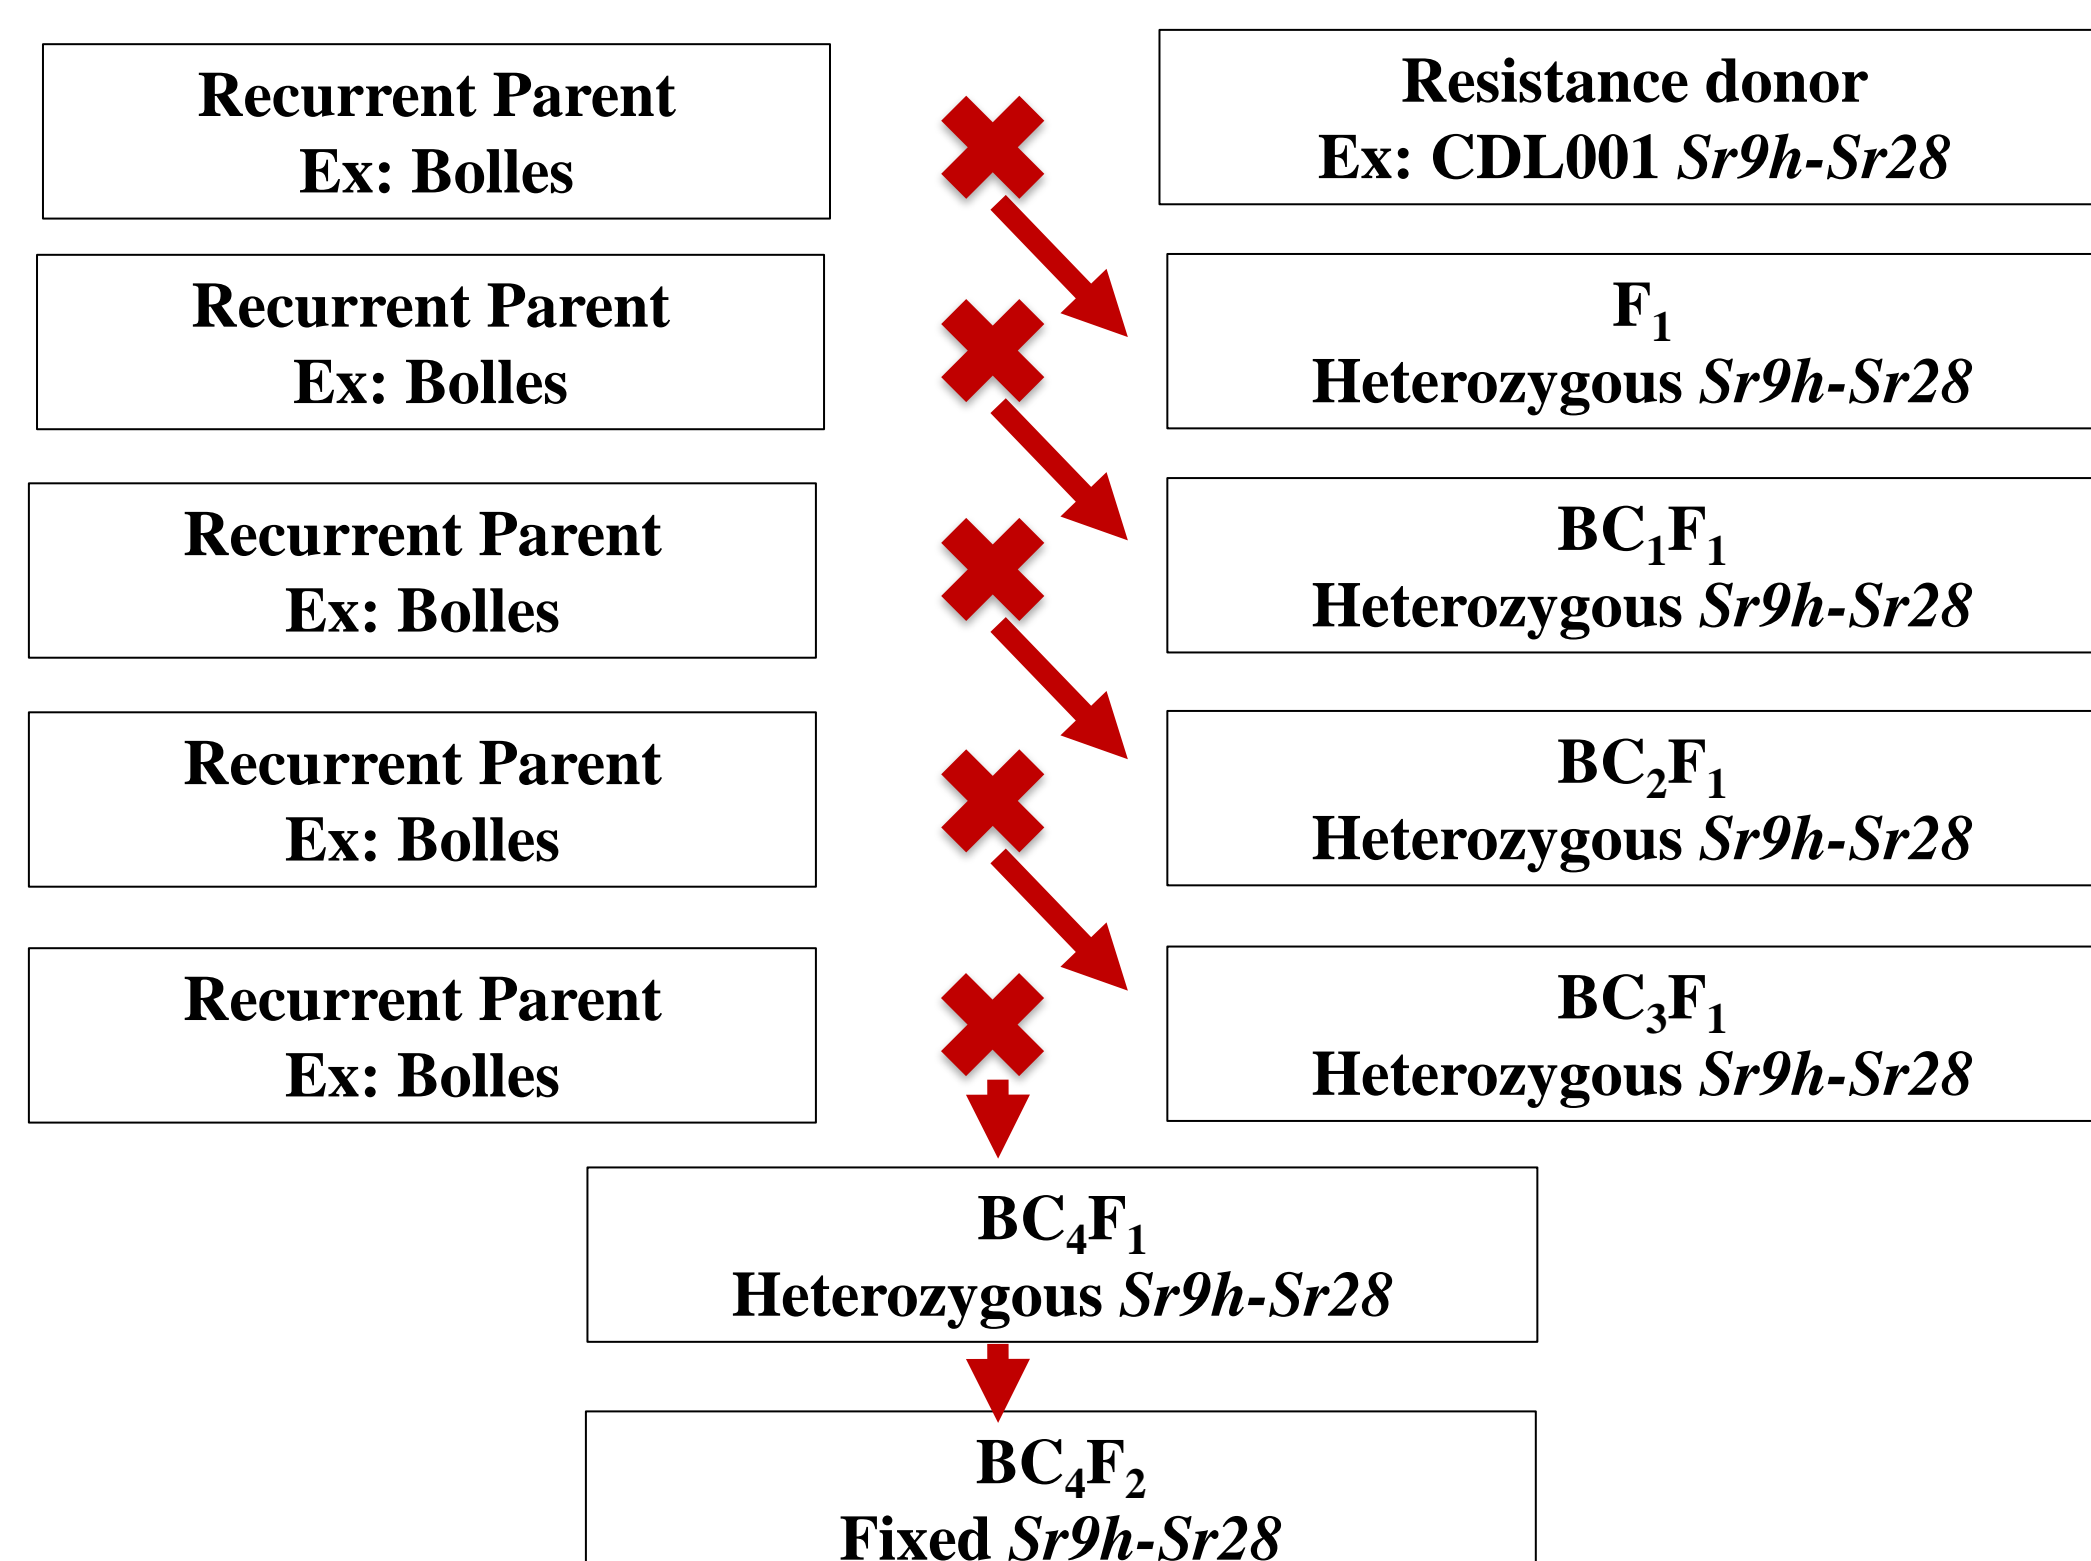 Recurrent Parent
Ex: Bolles
Resistance donor
Ex: CDL001 Sr9h-Sr28
Recurrent Parent
Ex: Bolles
F₁
Heterozygous Sr9h-Sr28
Recurrent Parent
Ex: Bolles
BC₁F₁
Heterozygous Sr9h-Sr28
Recurrent Parent
Ex: Bolles
BC₂F₁
Heterozygous Sr9h-Sr28
Recurrent Parent
Ex: Bolles
BC₃F₁
Heterozygous Sr9h-Sr28
BC₄F₁
Heterozygous Sr9h-Sr28
BC₄F₂
Fixed Sr9h-Sr28